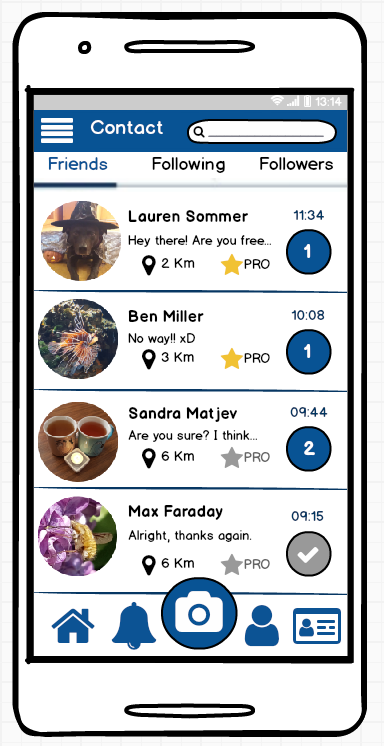 13:14
Contact
Friends Following Followers
Lauren Sommer 11:34
Hey there! Are you free...
2 Km PRO 1
Ben Miller 10:08
No way!! xD
3 Km PRO 1
Sandra Matjev 09:44
Are you sure? I think...
6 Km PRO 2
Max Faraday 09:15
Alright, thanks again.
6 Km PRO